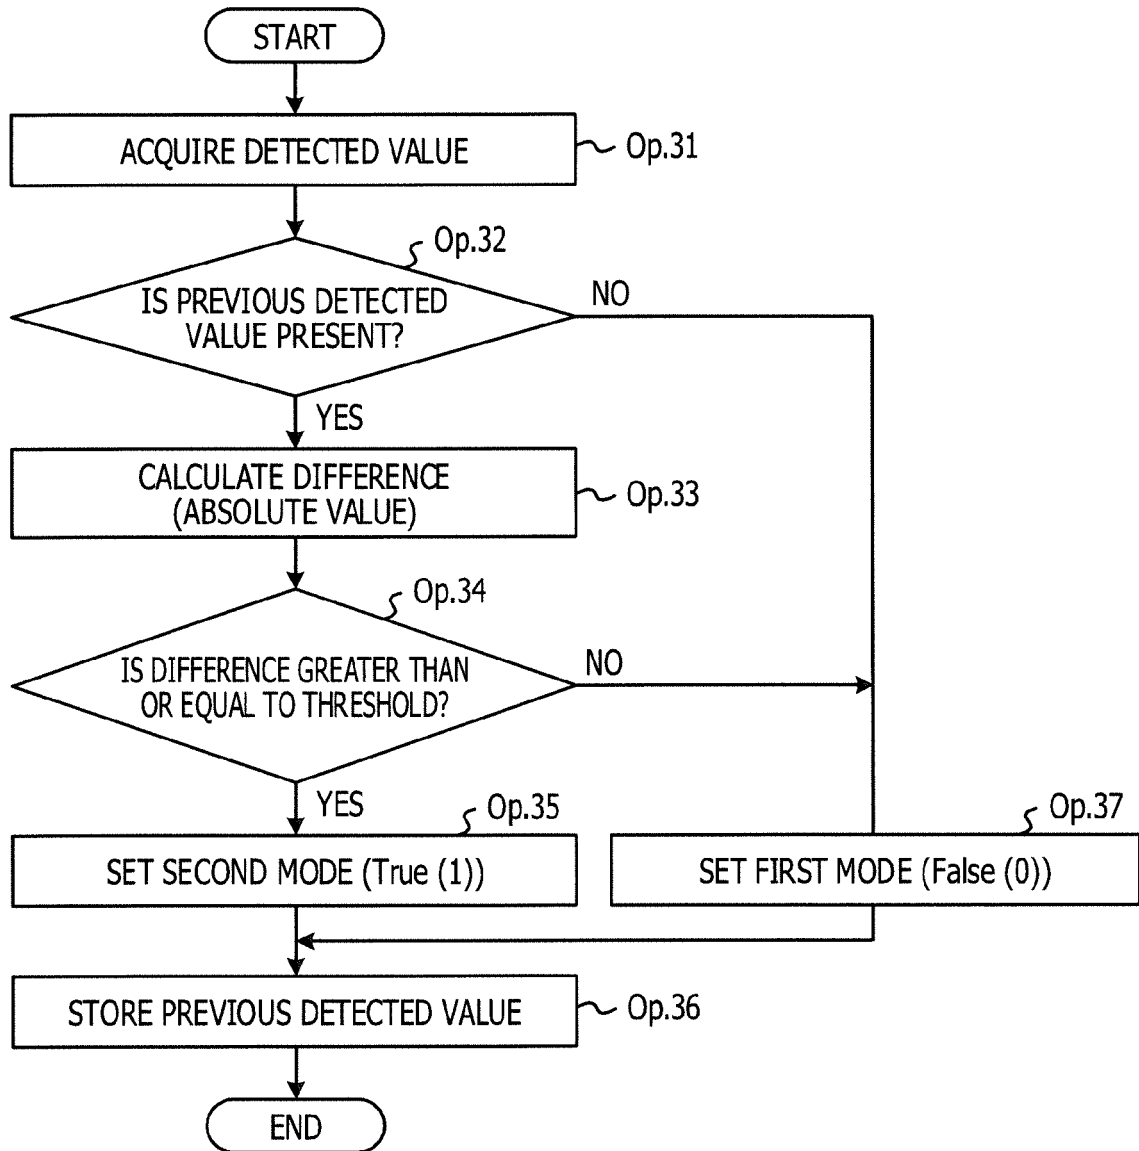 START
ACQUIRE DETECTED VALUE
Op.31
Op.32
IS PREVIOUS DETECTED
VALUE PRESENT?
NO
YES
CALCULATE DIFFERENCE
(ABSOLUTE VALUE)
Op.33
Op.34
IS DIFFERENCE GREATER THAN
OR EQUAL TO THRESHOLD?
NO
YES
Op.35
SET SECOND MODE (True (1))
Op.37
SET FIRST MODE (False (0))
STORE PREVIOUS DETECTED VALUE
Op.36
END